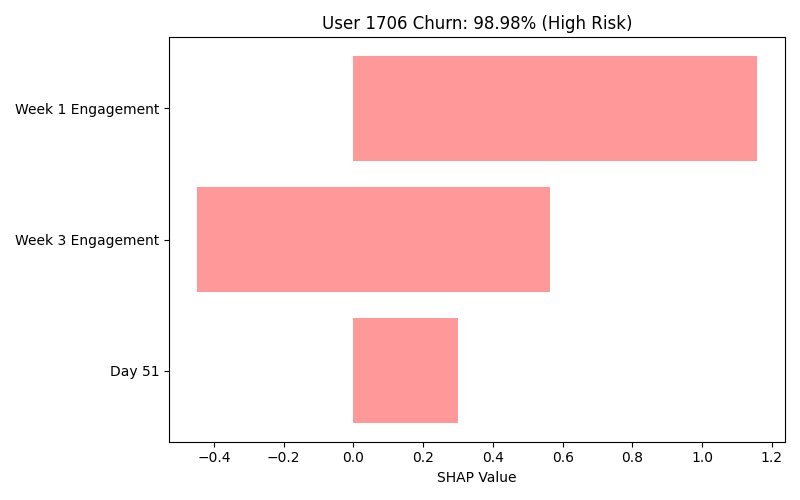 User 1706 Churn: 98.98% (High Risk)
Week 1 Engagement
Week 3 Engagement
Day 51
−0.4 −0.2 0.0 0.2 0.4 0.6 0.8 1.0 1.2
SHAP Value